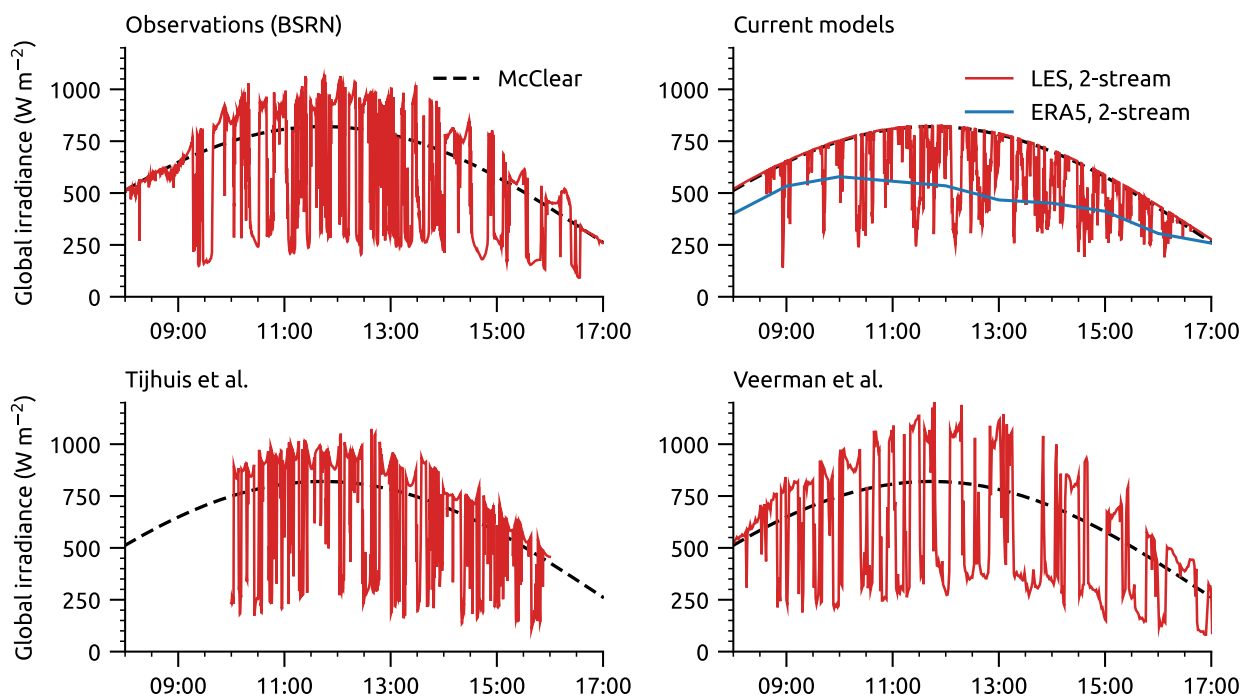 Observations (BSRN)
Global irradiance (W m−2)
1000
750
500
250
0
09:00 11:00 13:00 15:00 17:00
McClear
Current models
1000
750
500
250
0
09:00 11:00 13:00 15:00 17:00
LES, 2-stream
ERA5, 2-stream
Tijhuis et al.
Global irradiance (W m−2)
1000
750
500
250
0
09:00 11:00 13:00 15:00 17:00
Veerman et al.
1000
750
500
250
0
09:00 11:00 13:00 15:00 17:00